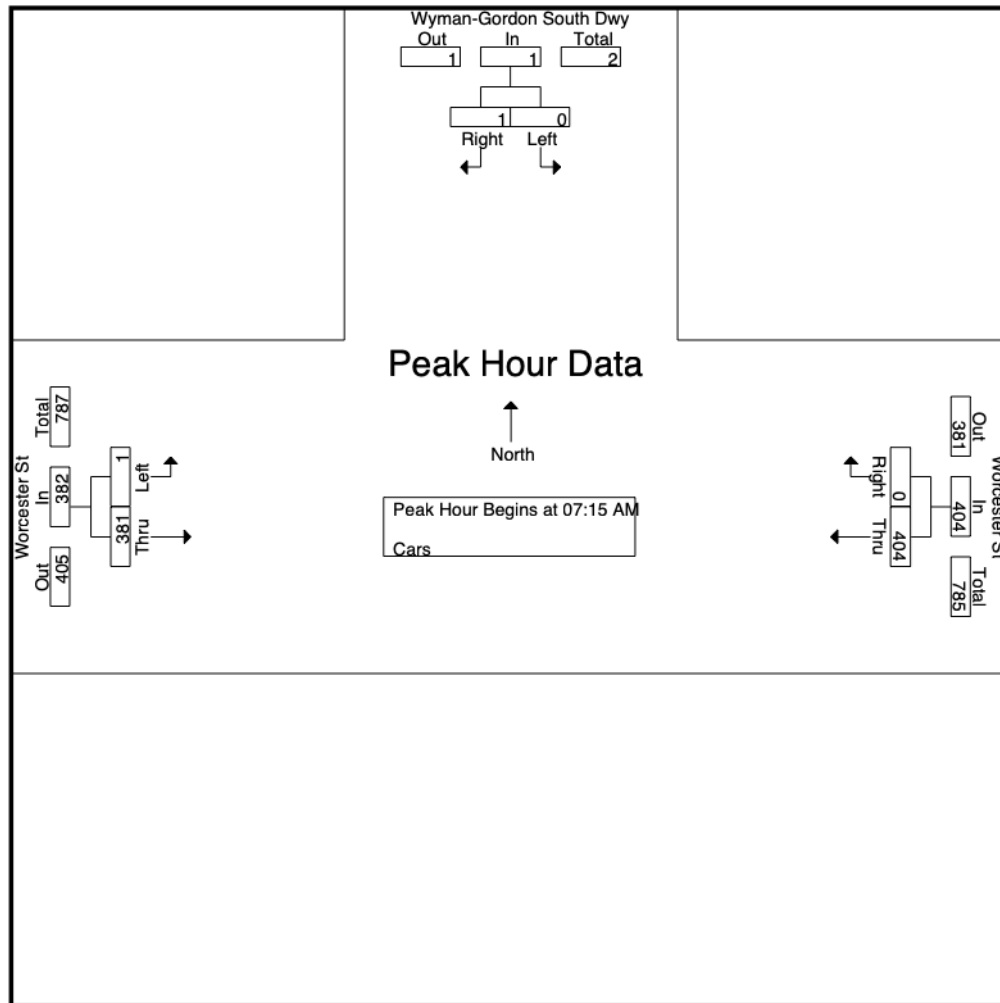 Wyman-Gordon South Dwy
Out In Total
1 1 2
1 0
Right Left
Peak Hour Data
North
Peak Hour Begins at 07:15 AM
Cars
Worcester St
Out In Total
405 382 787
381 1
Thru Left
Worcester St
Out In Total
381 404 785
0 404
Right Thru